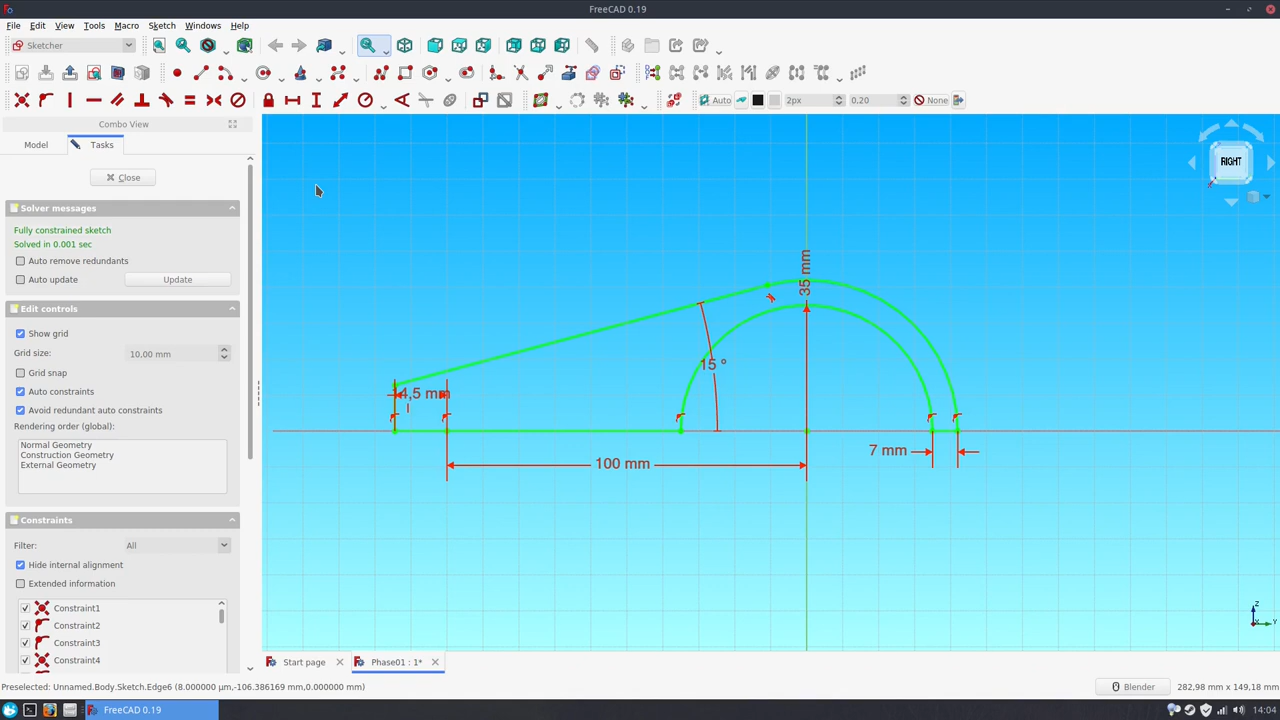 FreeCAD 0.19
File Edit View Tools Macro Sketch Windows Help
Sketcher
Auto 2px 0.20 None
Combo View
Model Tasks
Close
Solver messages
Fully constrained sketch
Solved in 0.001 sec
Auto remove redundants
Auto update Update
Edit controls
Show grid
Grid size: 10,00 mm
Grid snap
Auto constraints
Avoid redundant auto constraints
Rendering order (global):
Normal Geometry
Construction Geometry
External Geometry
Constraints
Filter: All
Hide internal alignment
Extended information
Constraint1
Constraint2
Constraint3
Constraint4
RIGHT
35 mm
15 °
4,5 mm
7 mm
100 mm
Z
Y
Start page Phase01 : 1*
Preselected: Unnamed.Body.Sketch.Edge6 (8.000000 µm,-106.386169 mm,0.000000 mm)
Blender 282,98 mm x 149,18 mm
FreeCAD 0.19 14:04